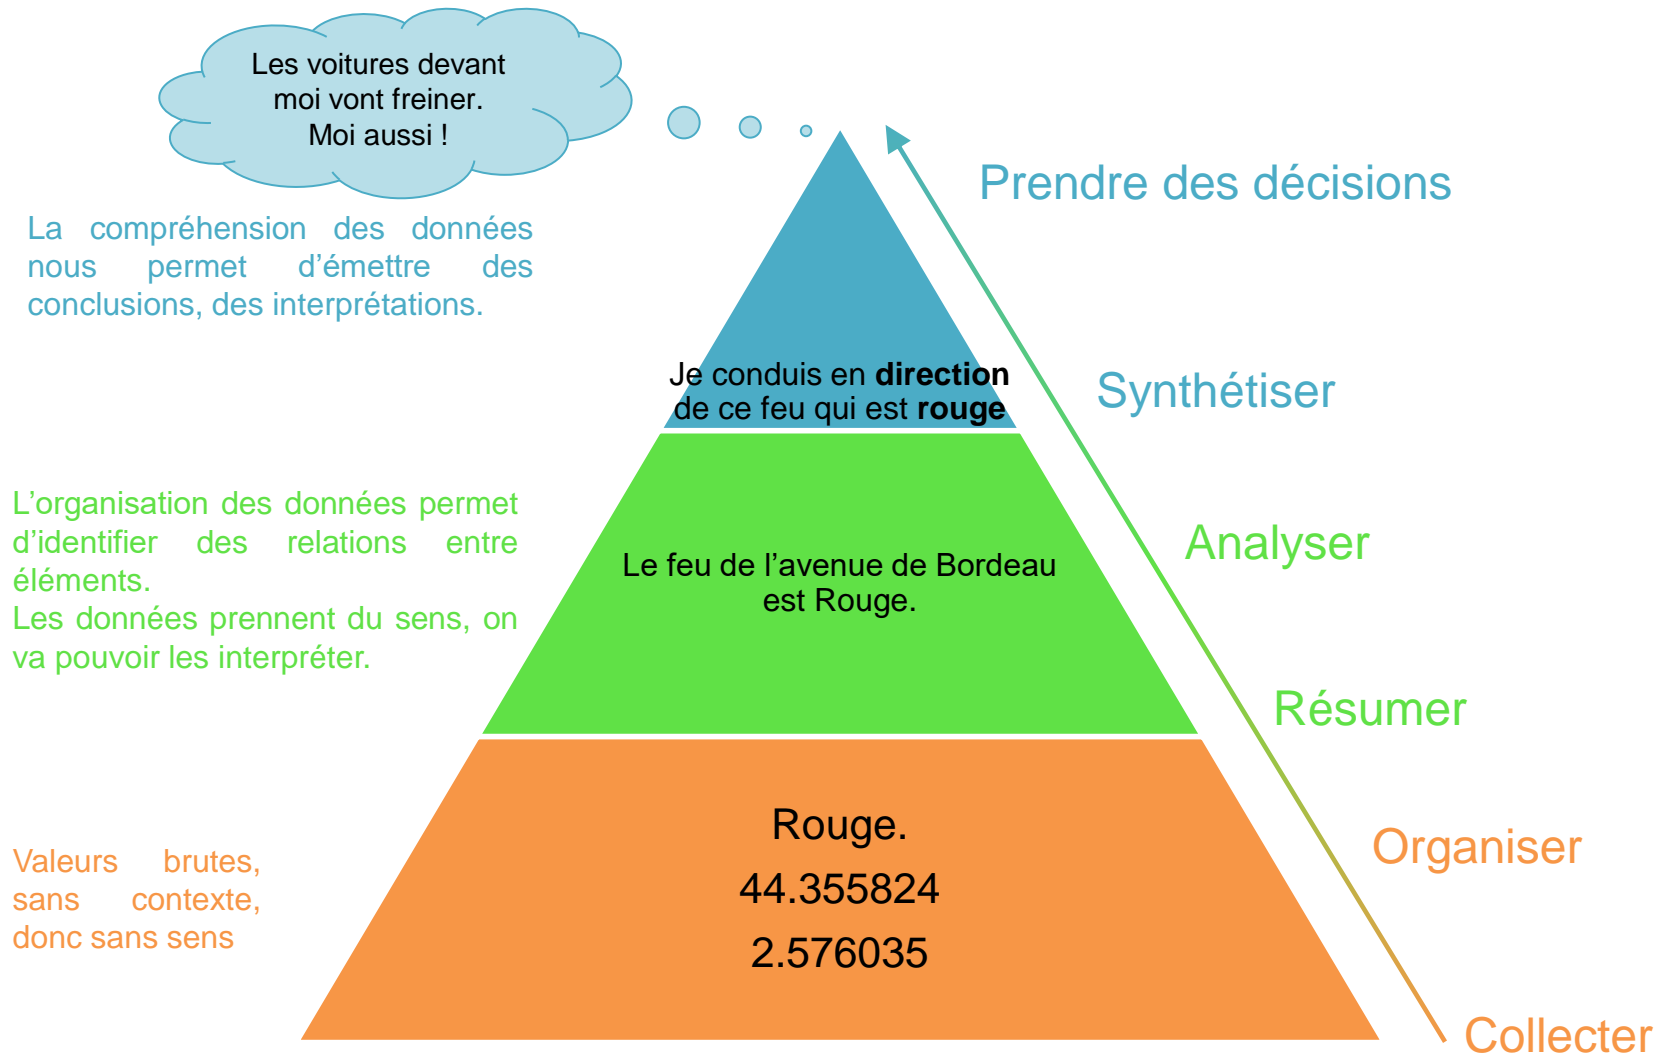 Les voitures devant
moi vont freiner.
Moi aussi !
Prendre des décisions
La compréhension des données
nous permet d’émettre des
conclusions, des interprétations.
Je conduis en direction
de ce feu qui est rouge
Synthétiser
L’organisation des données permet
d’identifier des relations entre
éléments.
Les données prennent du sens, on
va pouvoir les interpréter.
Le feu de l’avenue de Bordeau
est Rouge.
Analyser
Résumer
Valeurs brutes,
sans contexte,
donc sans sens
Rouge.
44.355824
2.576035
Organiser
Collecter